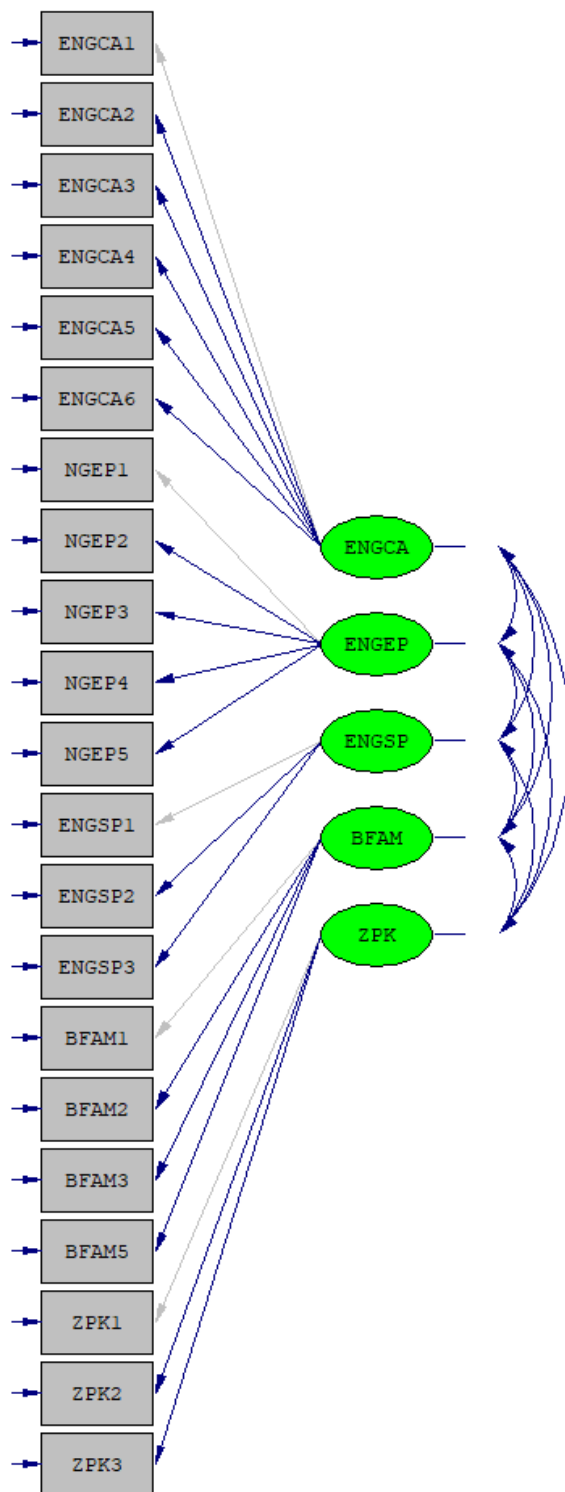 ENGCA1
ENGCA2
ENGCA3
ENGCA4
ENGCA5
ENGCA6
NGEP1
NGEP2
NGEP3
NGEP4
NGEP5
ENGSP1
ENGSP2
ENGSP3
BFAM1
BFAM2
BFAM3
BFAM5
ZPK1
ZPK2
ZPK3
ENGCA
ENGEP
ENGSP
BFAM
ZPK